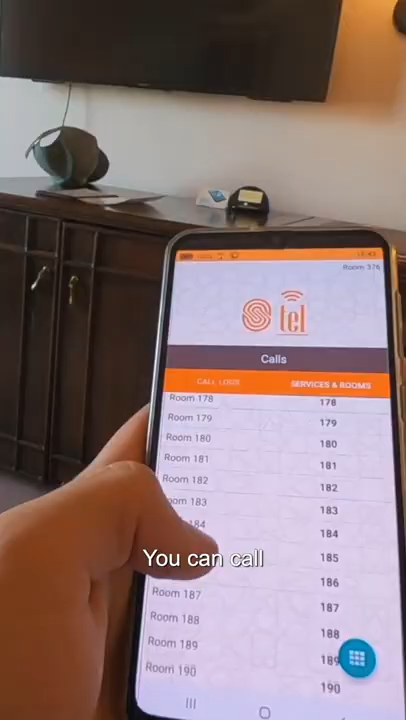 Room 376
S tel
Calls
CALL LOGS SERVICES & ROOMS
Room 178 178
Room 179 179
Room 180 180
Room 181 181
Room 182 182
oom 183 183
184 184
You can call
185
186
Room 187 187
Room 188 188
Room 189 189
Room 190 190